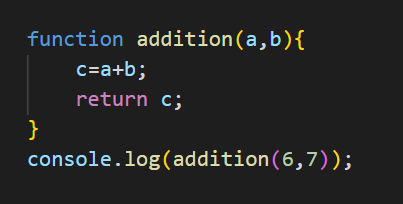 function addition(a,b){
    c=a+b;
    return c;
}
console.log(addition(6,7));